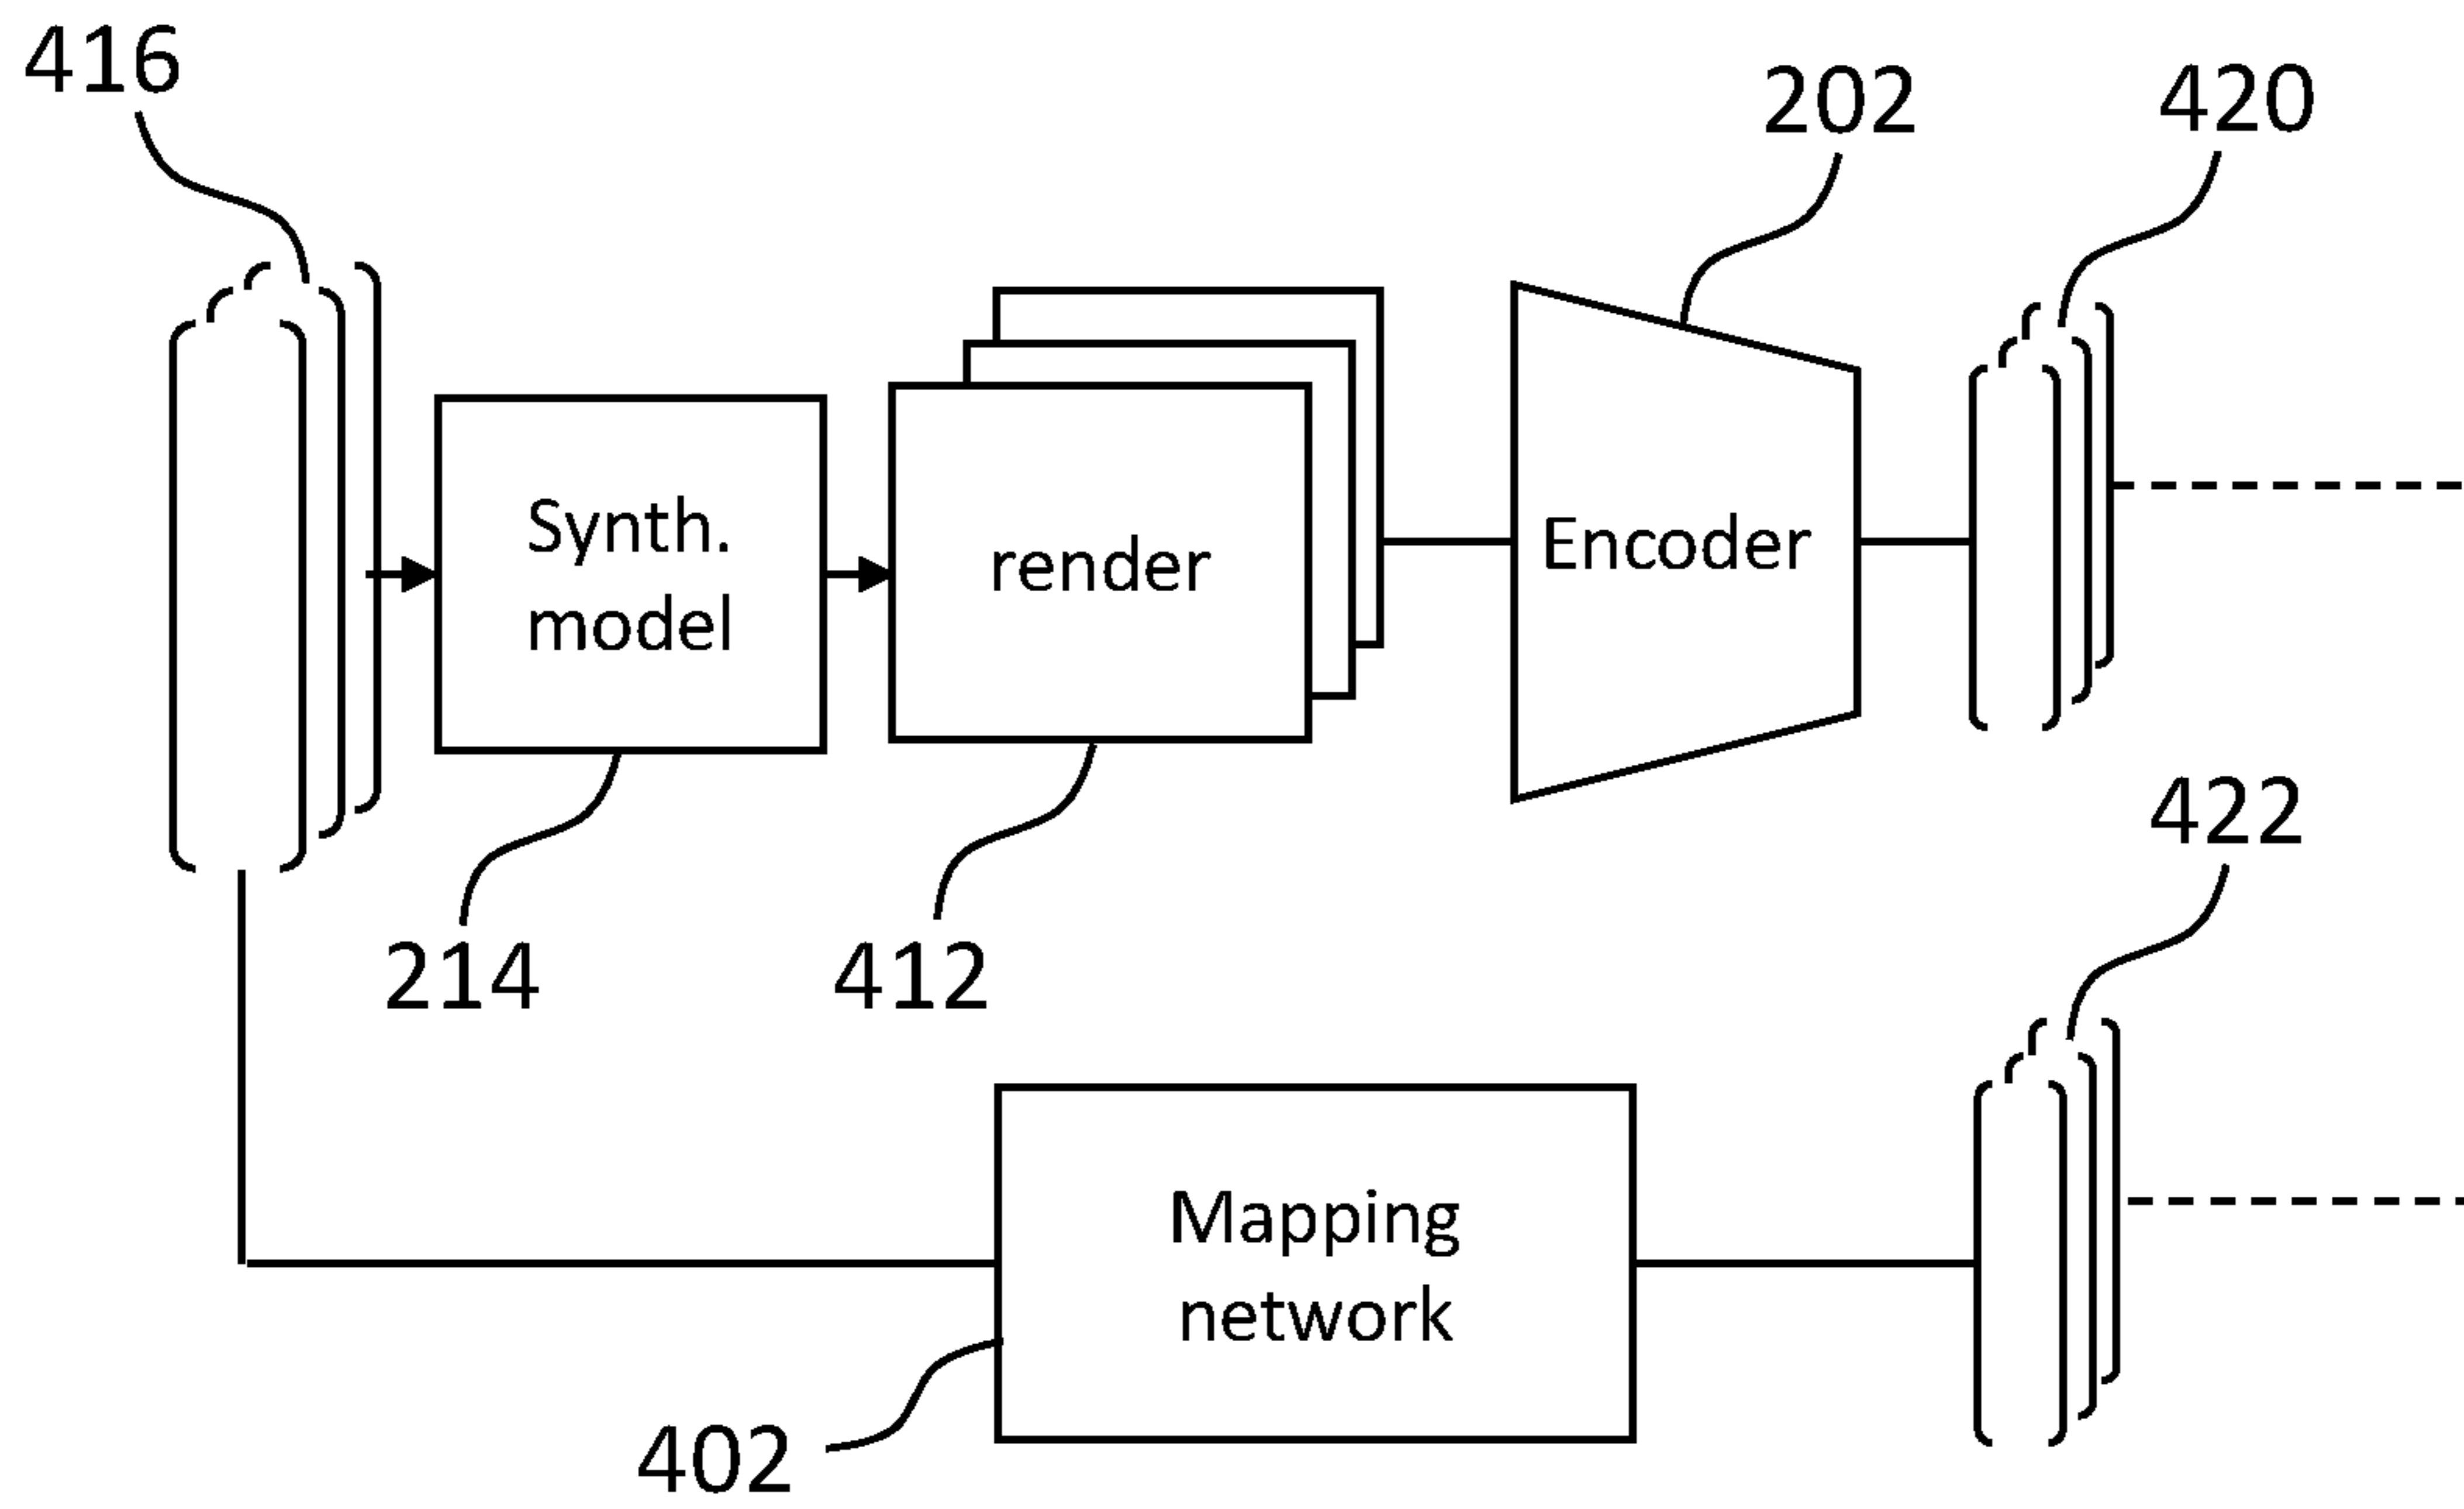 416
202
420
Synth.
model
render
Encoder
422
214
412
Mapping
network
402